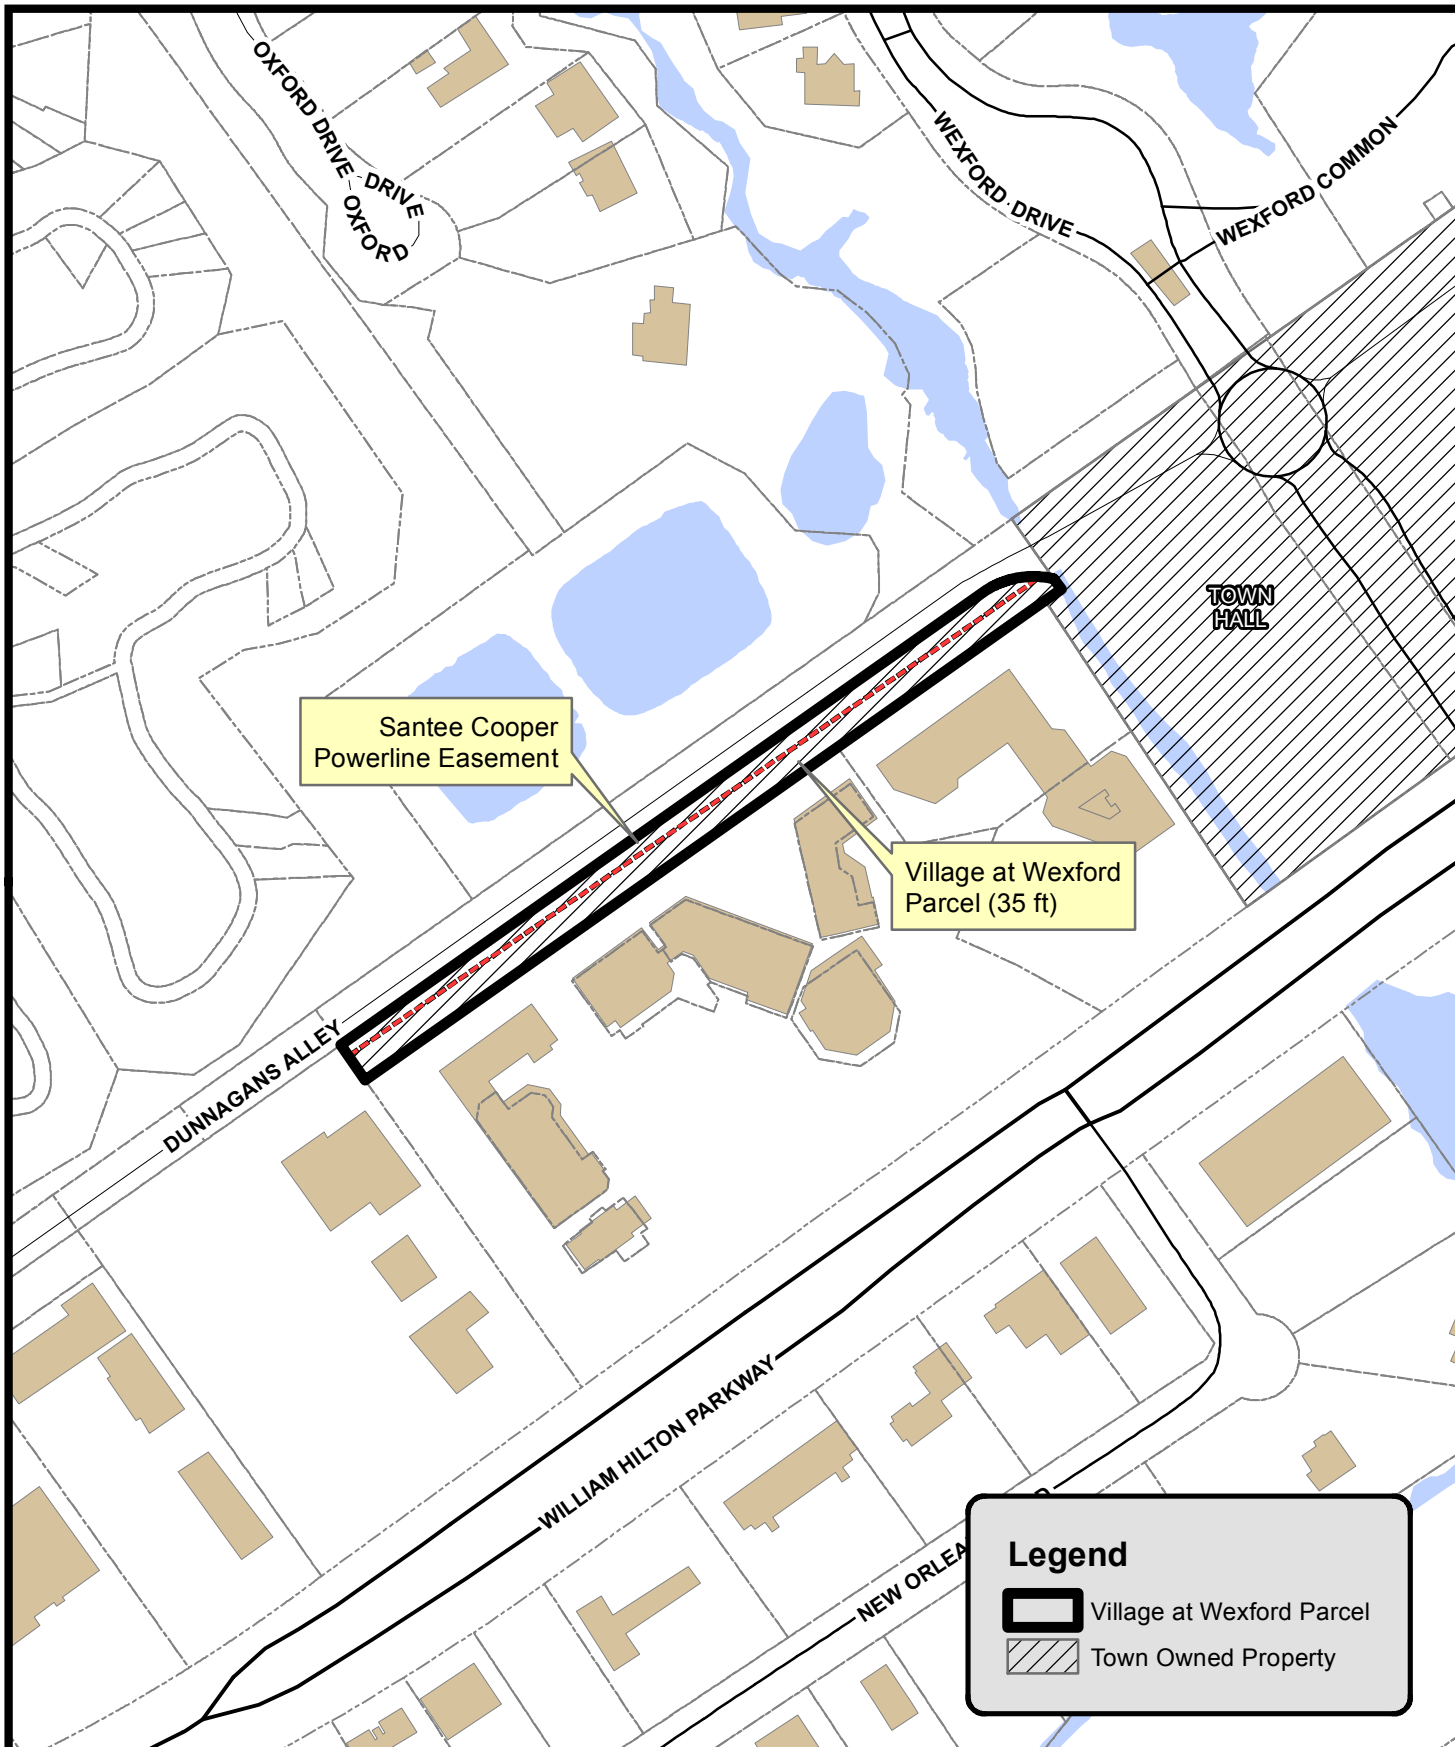 OXFORD DRIVE
DRIVE
OXFORD
WEXFORD DRIVE
WEXFORD COMMON
TOWN
HALL
Santee Cooper
Powerline Easement
Village at Wexford
Parcel (35 ft)
DUNNAGANS ALLEY
WILLIAM HILTON PARKWAY
NEW ORLEA
Legend
Village at Wexford Parcel
Town Owned Property